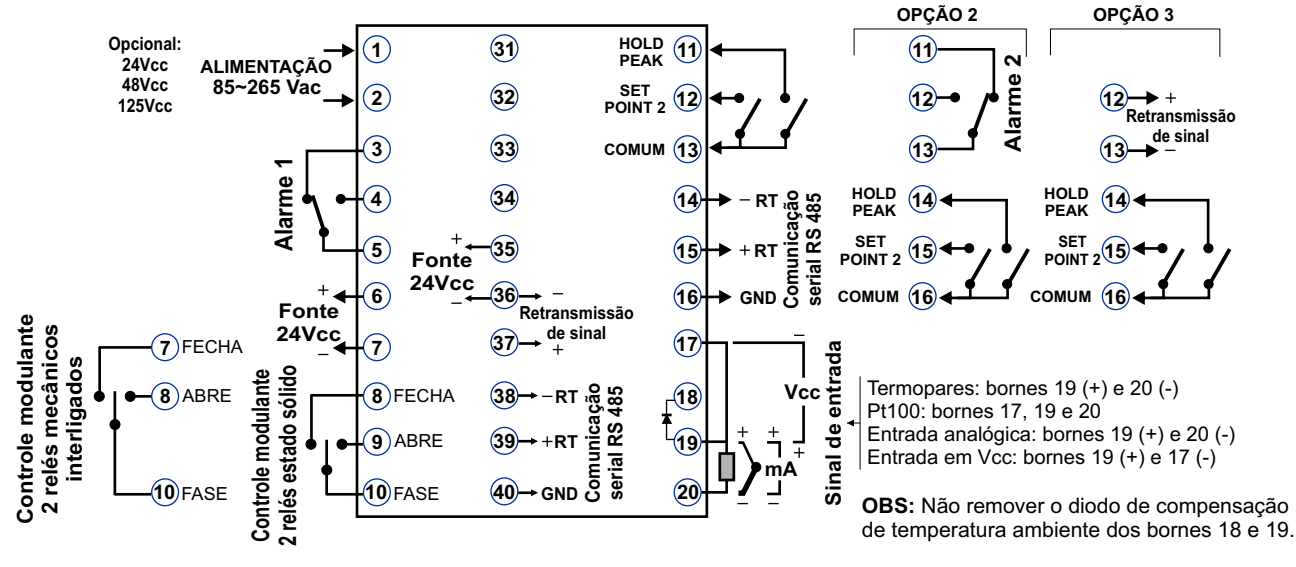 Opcional:
24Vcc
48Vcc
125Vcc
ALIMENTAÇÃO
85~265 Vac
Alarme 1
Fonte
24Vcc
+
−
Controle modulante
2 relés mecânicos
interligados
7 FECHA
8 ABRE
10 FASE
Controle modulante
2 relés estado sólido
1
2
3
4
5
6
7
8 FECHA
9 ABRE
10 FASE
31
32
33
34
35
36
37
38 − RT
39 + RT
40 GND
+
Fonte
24Vcc
−
−
Retransmissão
de sinal
+
Comunicação
serial RS 485
HOLD
PEAK 11
SET
POINT 2 12
COMUM 13
14 − RT
15 + RT
16 GND
Comunicação
serial RS 485
17
18
19
20
−
Vcc
+
+ +
mA
− −
Sinal de entrada
OPÇÃO 2
11
12
13
Alarme 2
HOLD
PEAK 14
SET
POINT 2 15
COMUM 16
OPÇÃO 3
12 +
Retransmissão
de sinal
13 −
HOLD
PEAK 14
SET
POINT 2 15
COMUM 16
Termopares: bornes 19 (+) e 20 (-)
Pt100: bornes 17, 19 e 20
Entrada analógica: bornes 19 (+) e 20 (-)
Entrada em Vcc: bornes 19 (+) e 17 (-)
OBS: Não remover o diodo de compensação
de temperatura ambiente dos bornes 18 e 19.